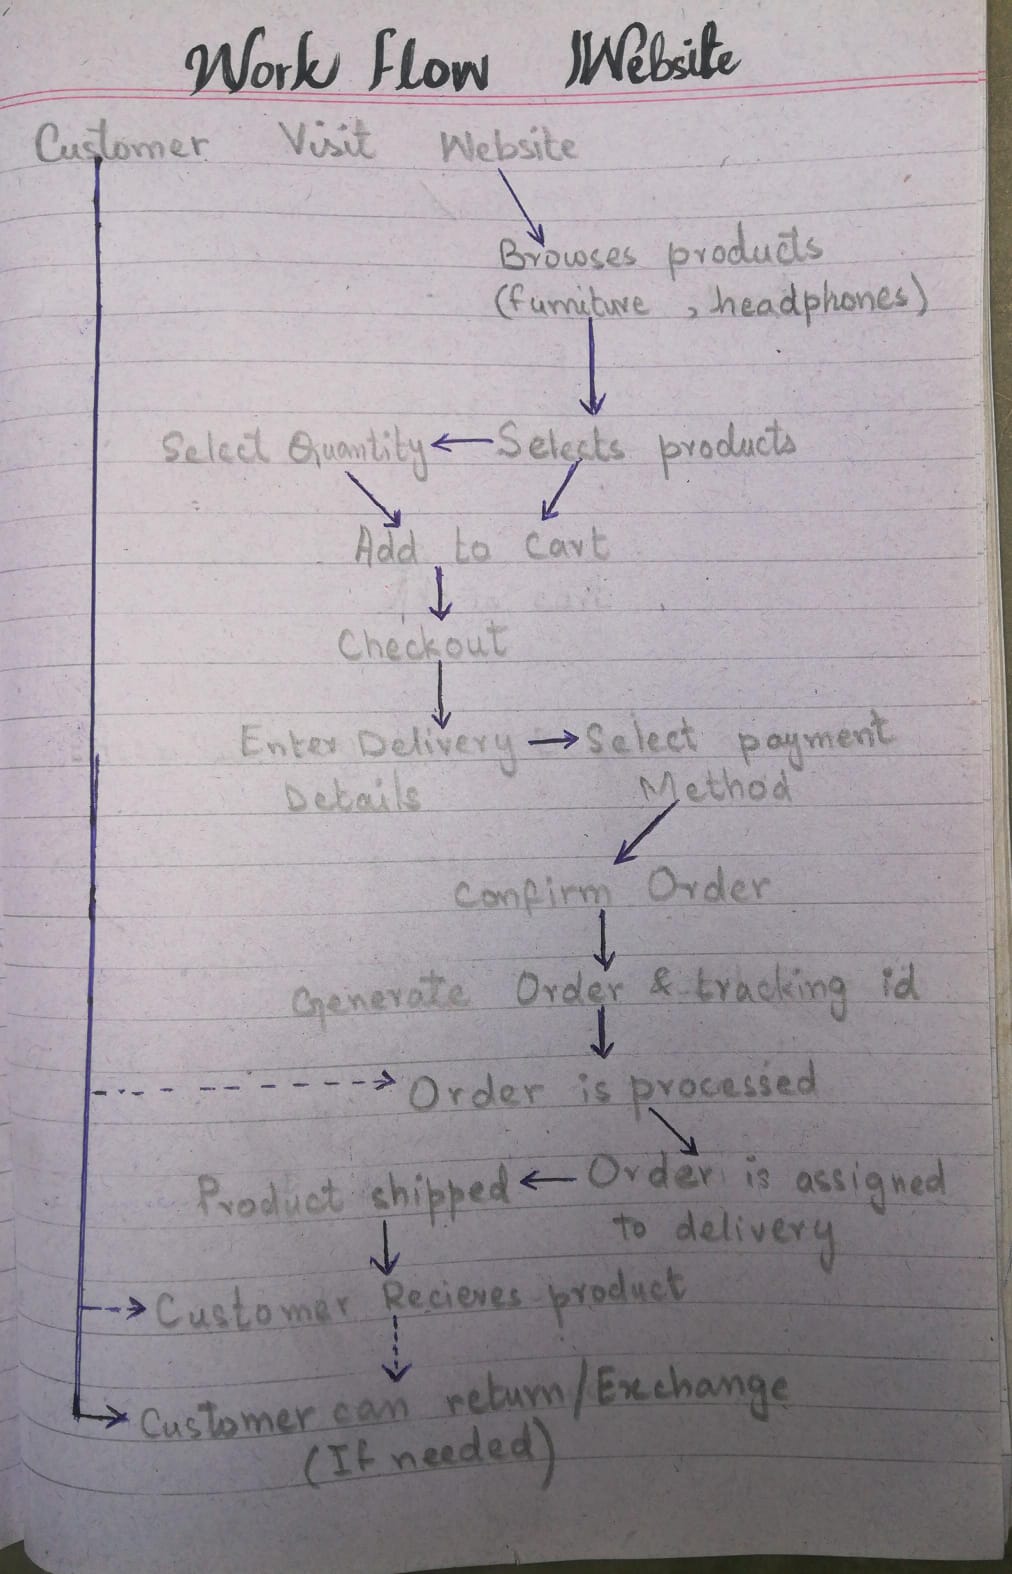 Work Flow Website
Customer Visit Website
Browses products
(furniture , headphones)
Select Quantity Selects products
Add to Cart
Checkout
Enter Delivery Select payment
Details Method
Confirm Order
Generate Order & tracking id
Order is processed
Product shipped Order is assigned
to delivery
Customer Recieves product
Customer can return/Exchange
(If needed)